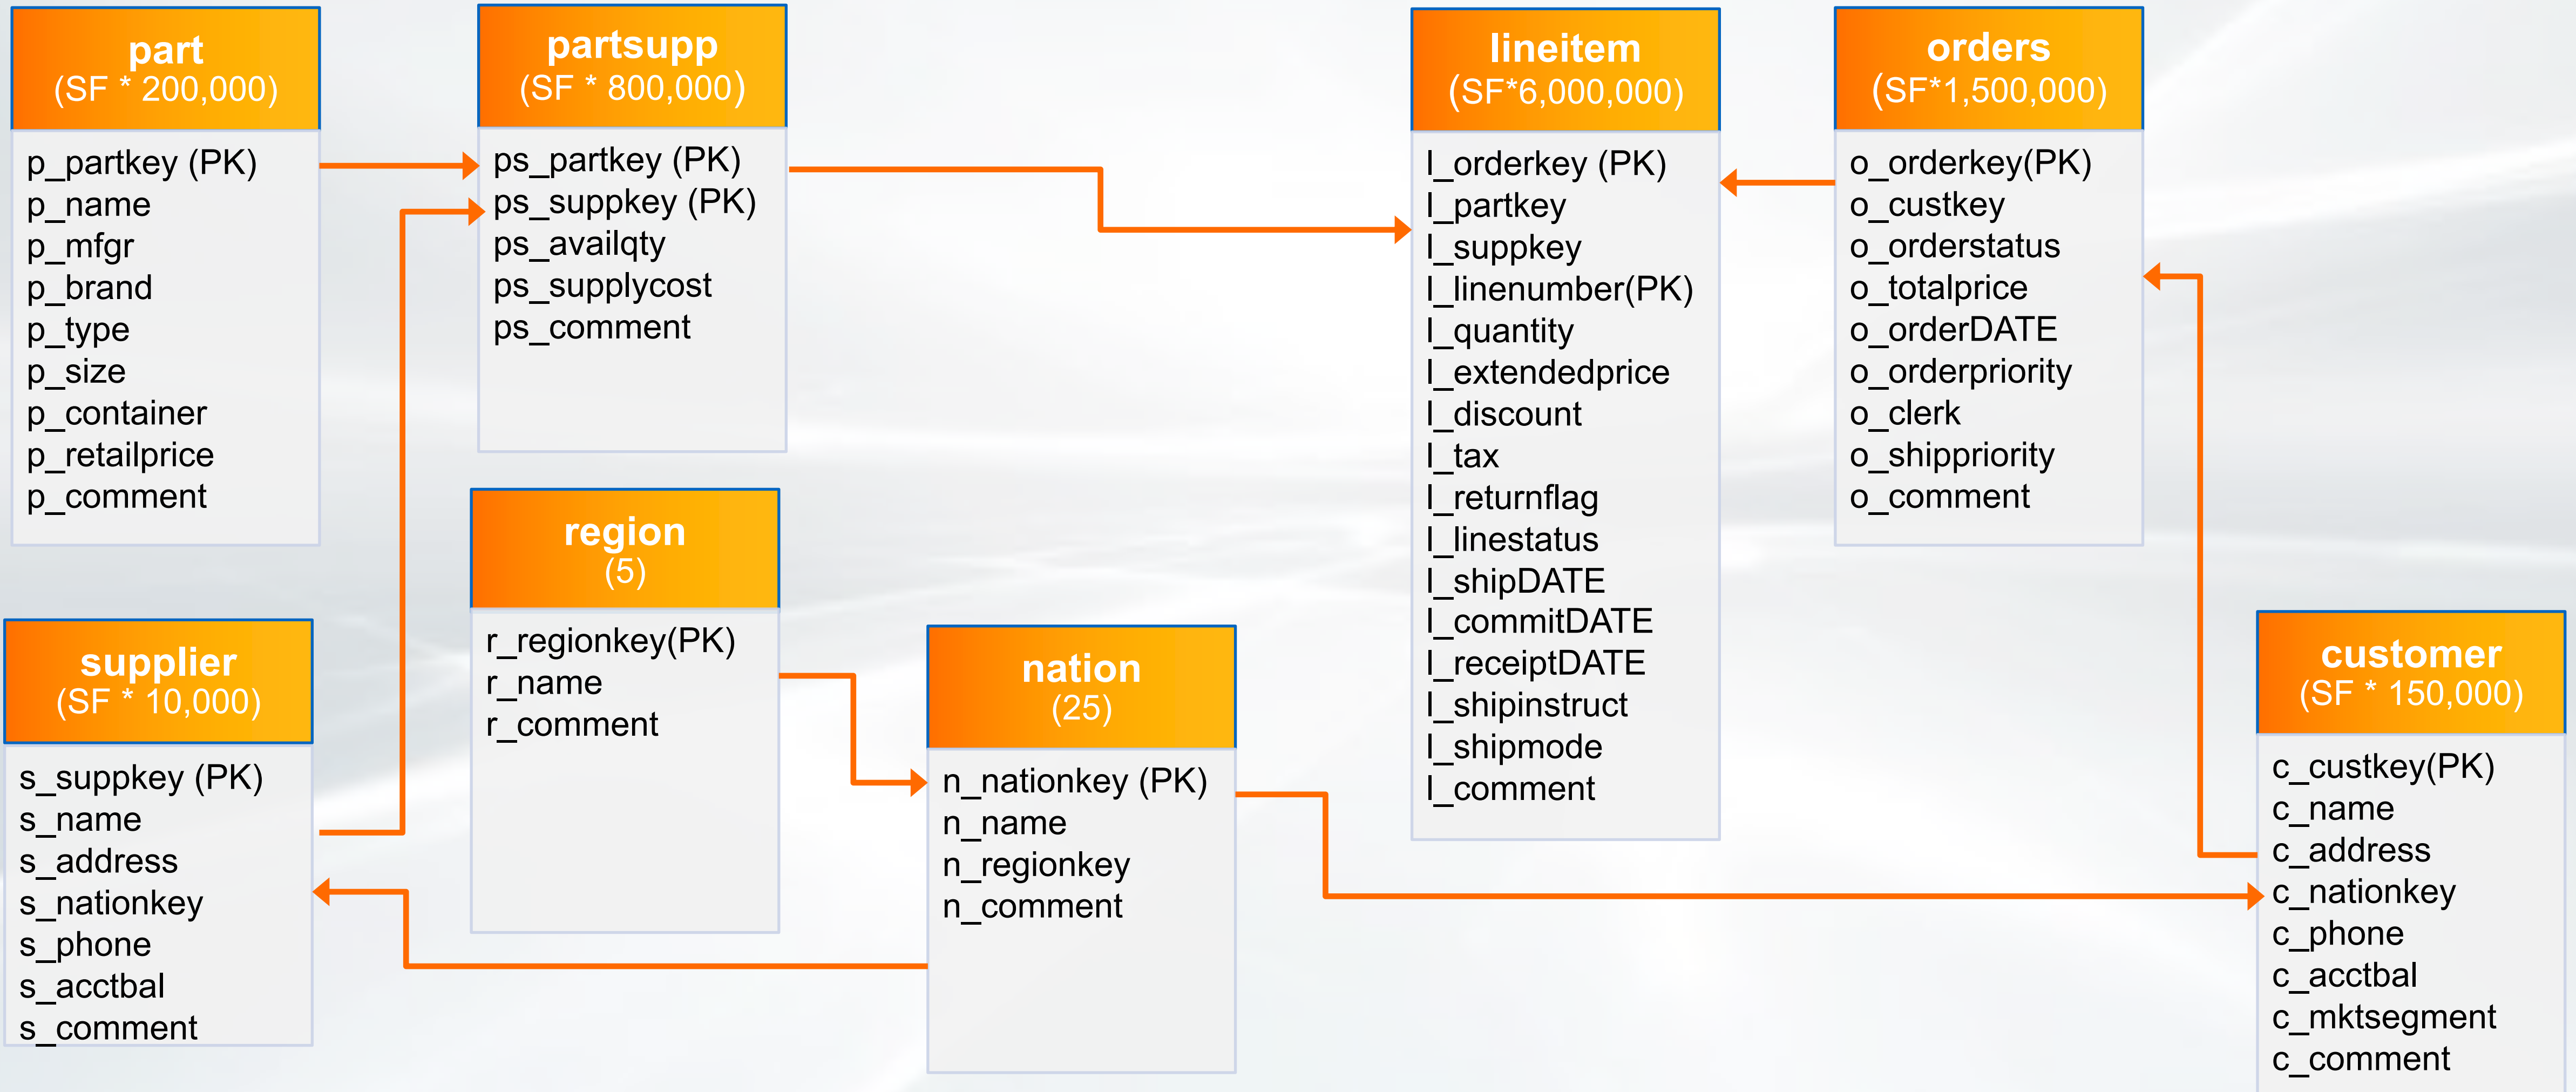 part
(SF * 200,000)
p_partkey (PK)
p_name
p_mfgr
p_brand
p_type
p_size
p_container
p_retailprice
p_comment
partsupp
(SF * 800,000)
ps_partkey (PK)
ps_suppkey (PK)
ps_availqty
ps_supplycost
ps_comment
lineitem
(SF*6,000,000)
l_orderkey (PK)
l_partkey
l_suppkey
l_linenumber(PK)
l_quantity
l_extendedprice
l_discount
l_tax
l_returnflag
l_linestatus
l_shipDATE
l_commitDATE
l_receiptDATE
l_shipinstruct
l_shipmode
l_comment
orders
(SF*1,500,000)
o_orderkey(PK)
o_custkey
o_orderstatus
o_totalprice
o_orderDATE
o_orderpriority
o_clerk
o_shippriority
o_comment
supplier
(SF * 10,000)
s_suppkey (PK)
s_name
s_address
s_nationkey
s_phone
s_acctbal
s_comment
region
(5)
r_regionkey(PK)
r_name
r_comment
nation
(25)
n_nationkey (PK)
n_name
n_regionkey
n_comment
customer
(SF * 150,000)
c_custkey(PK)
c_name
c_address
c_nationkey
c_phone
c_acctbal
c_mktsegment
c_comment